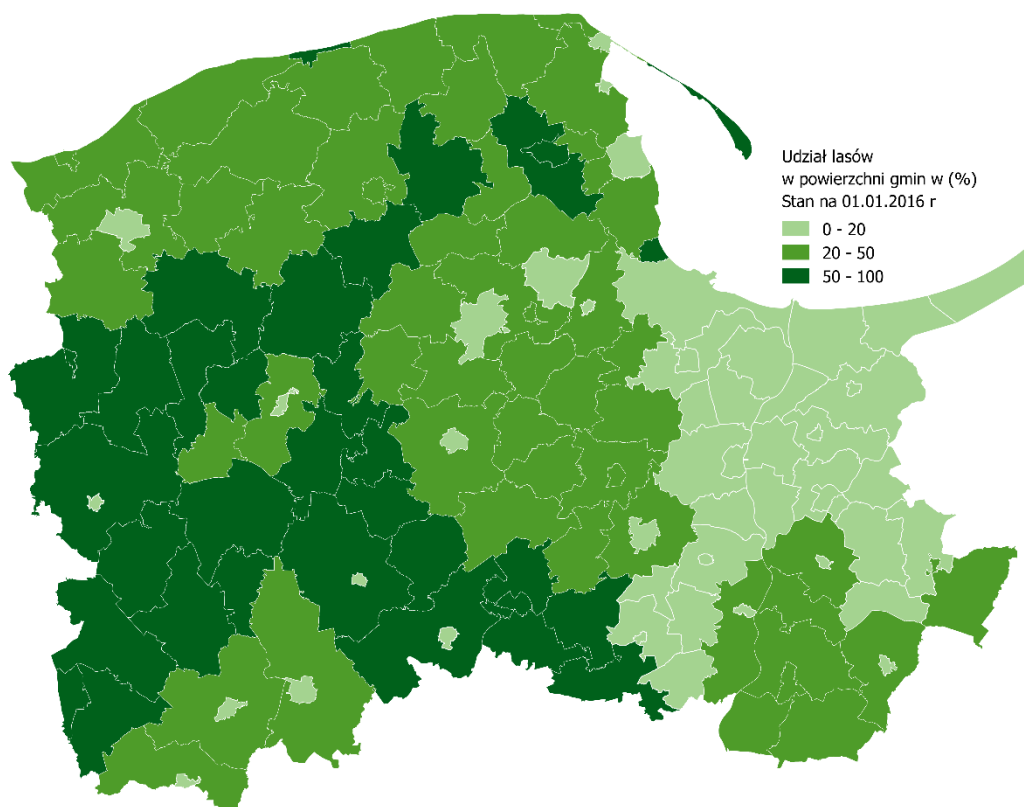 Udział lasów
w powierzchni gmin w (%)
Stan na 01.01.2016 r
0 - 20
20 - 50
50 - 100